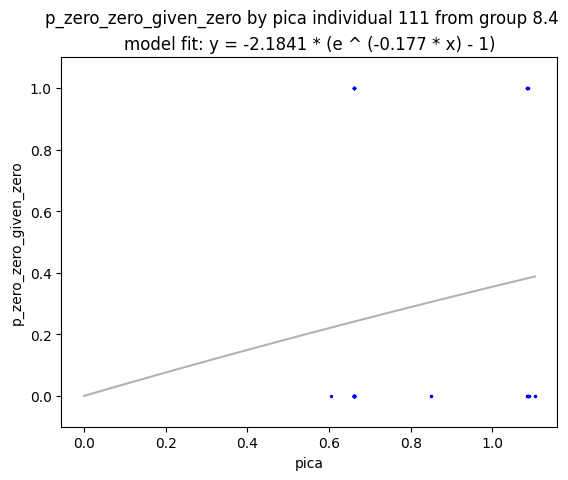 p_zero_zero_given_zero by pica individual 111 from group 8.4
model fit: y = -2.1841 * (e ^ (-0.177 * x) - 1)
1.0
0.8
0.6
0.4
0.2
0.0
p_zero_zero_given_zero
0.0 0.2 0.4 0.6 0.8 1.0
pica